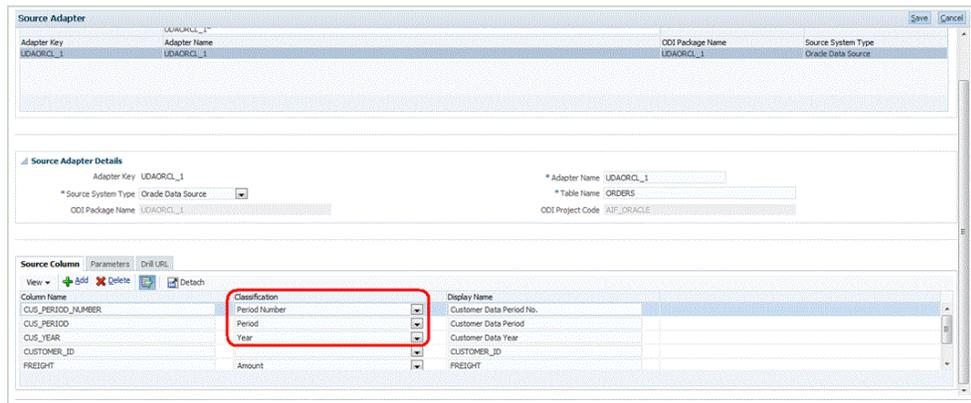 Source Adapter Save Cancel
UDAORCL_1*
Adapter Key Adapter Name ODI Package Name Source System Type
UDAORCL_1 UDAORCL_1 UDAORCL_1 Oracle Data Source
Source Adapter Details
Adapter Key UDAORCL_1 * Adapter Name UDAORCL_1
* Source System Type Oracle Data Source * Table Name ORDERS
ODI Package Name UDAORCL_1 ODI Project Code AIF_ORACLE
Source Column Parameters Drill URL
View Add Delete Detach
Column Name Classification Display Name
CUS_PERIOD_NUMBER Period Number Customer Data Period No.
CUS_PERIOD Period Customer Data Period
CUS_YEAR Year Customer Data Year
CUSTOMER_ID CUSTOMER_ID
FREIGHT Amount FREIGHT